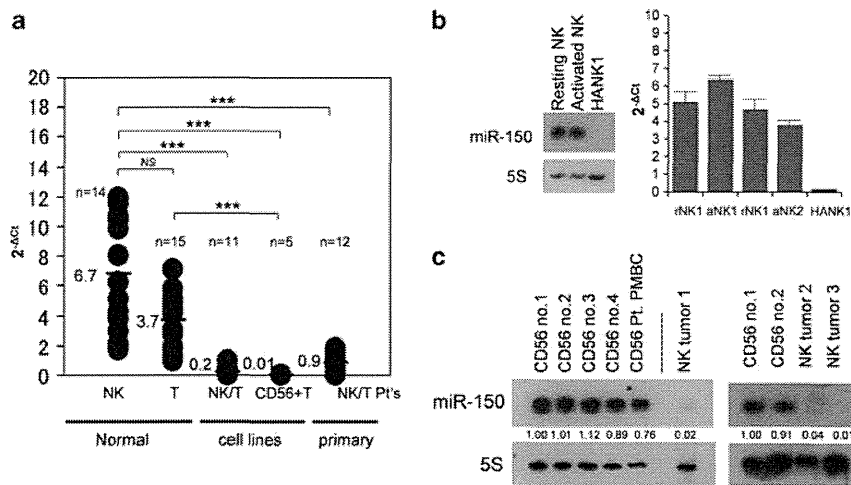 a
20
18
16
14
12
10
8
6
4
2
0
2-ΔCt
***
***
***
NS
***
n=14
n=15
n=11
n=5
n=12
6.7
3.7
0.2
0.01
0.9
NK
T
NK/T
CD56+T
NK/T Pt's
Normal
cell lines
primary
b
Resting NK
Activated NK
HANK1
miR-150
5S
2-ΔCt
10
9
8
7
6
5
4
3
2
1
0
rNK1
aNK1
rNK1
aNK2
HANK1
c
CD56 no.1
CD56 no.2
CD56 no.3
CD56 no.4
CD56 Pt. PMBC
NK tumor 1
CD56 no.1
CD56 no.2
NK tumor 2
NK tumor 3
miR-150
1.00 1.01 1.12 0.89 0.76 0.02
1.00 0.91 0.04 0.01
5S